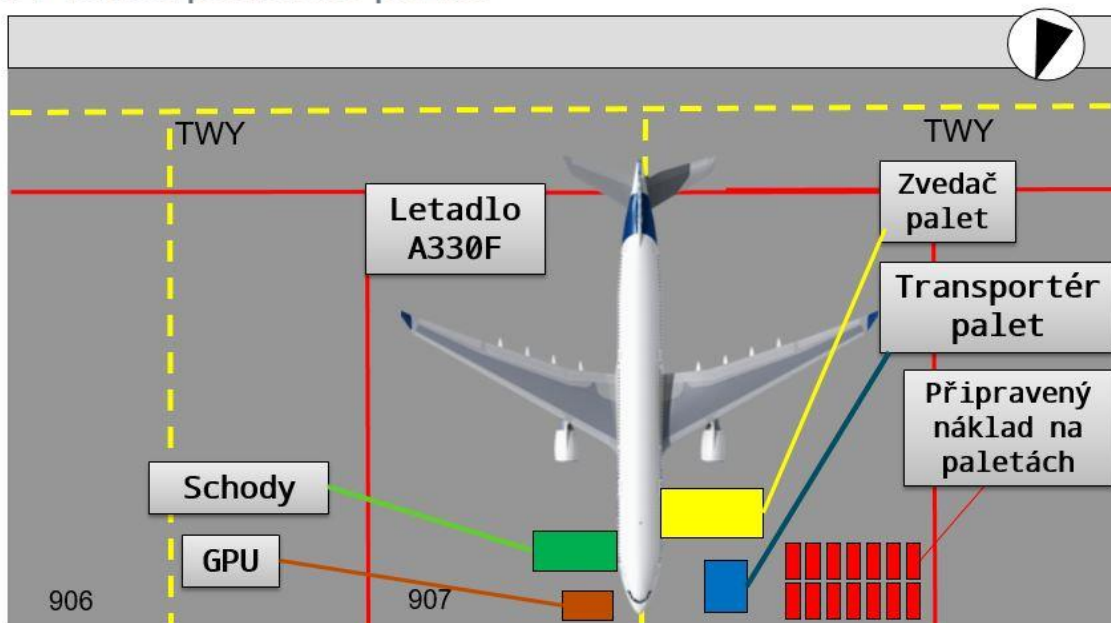 TWY
TWY
Letadlo
A330F
Zvedač
palet
Transportér
palet
Připravený
náklad na
paletách
Schody
GPU
906
907